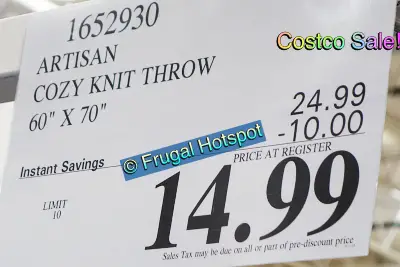 1652930
Costco Sale!
ARTISAN
COZY KNIT THROW
60" X 70"
24.99
Instant Savings
© Frugal Hotspot
-10.00
PRICE AT REGISTER
LIMIT
10
14.99
Sales Tax may be due on all or part of pre-discount price